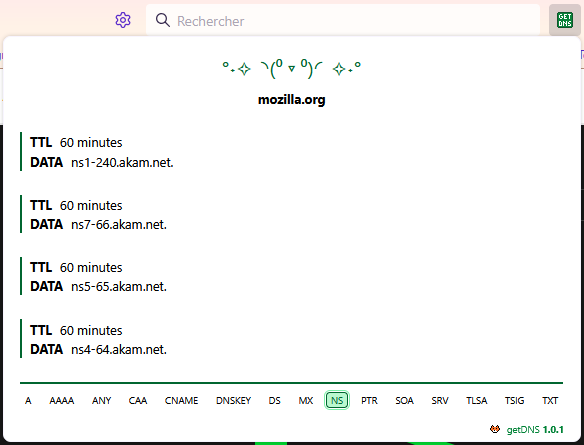 Rechercher
GET
DNS
°˖✧ ◝(⁰ ▿ ⁰)◜ ✧˖°
mozilla.org
TTL 60 minutes
DATA ns1-240.akam.net.
TTL 60 minutes
DATA ns7-66.akam.net.
TTL 60 minutes
DATA ns5-65.akam.net.
TTL 60 minutes
DATA ns4-64.akam.net.
A AAAA ANY CAA CNAME DNSKEY DS MX NS PTR SOA SRV TLSA TSIG TXT
getDNS 1.0.1